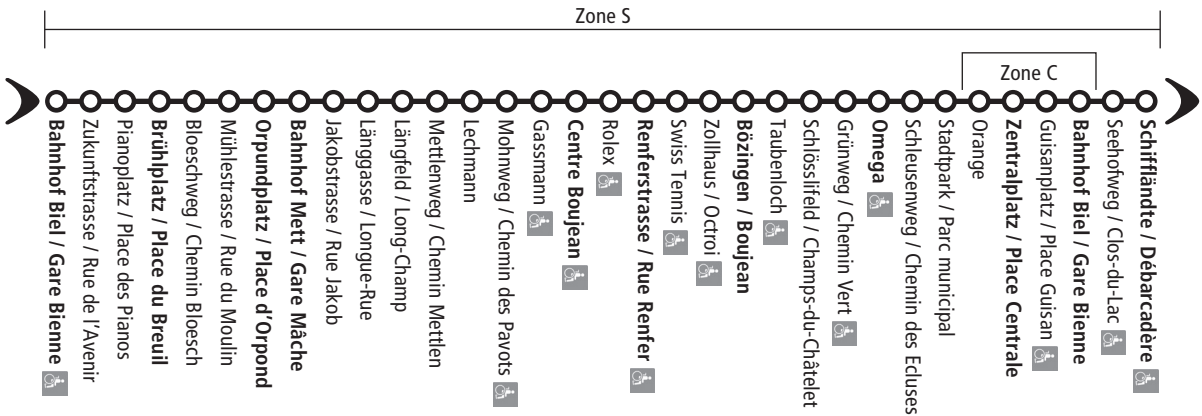 Zone S
Zone C
Bahnhof Biel / Gare Bienne
Zukunftstrasse / Rue de l'Avenir
Pianoplatz / Place des Pianos
Brühlplatz / Place du Breuil
Bloeschweg / Chemin Bloesch
Mühlestrasse / Rue du Moulin
Orpundplatz / Place d'Orpond
Bahnhof Mett / Gare Mâche
Jakobstrasse / Rue Jakob
Länggasse / Longue-Rue
Längfeld / Long-Champ
Mettlenweg / Chemin Mettlen
Lechmann
Mohnweg / Chemin des Pavots
Gassmann
Centre Boujean
Rolex
Renferstrasse / Rue Renfer
Swiss Tennis
Zollhaus / Octroi
Bözingen / Boujean
Taubenloch
Schlösslifeld / Champs-du-Châtelet
Grünweg / Chemin Vert
Omega
Schleusenweg / Chemin des Ecluses
Stadtpark / Parc municipal
Orange
Zentralplatz / Place Centrale
Guisanplatz / Place Guisan
Bahnhof Biel / Gare Bienne
Seehofweg / Clos-du-Lac
Schiffländte / Débarcadère